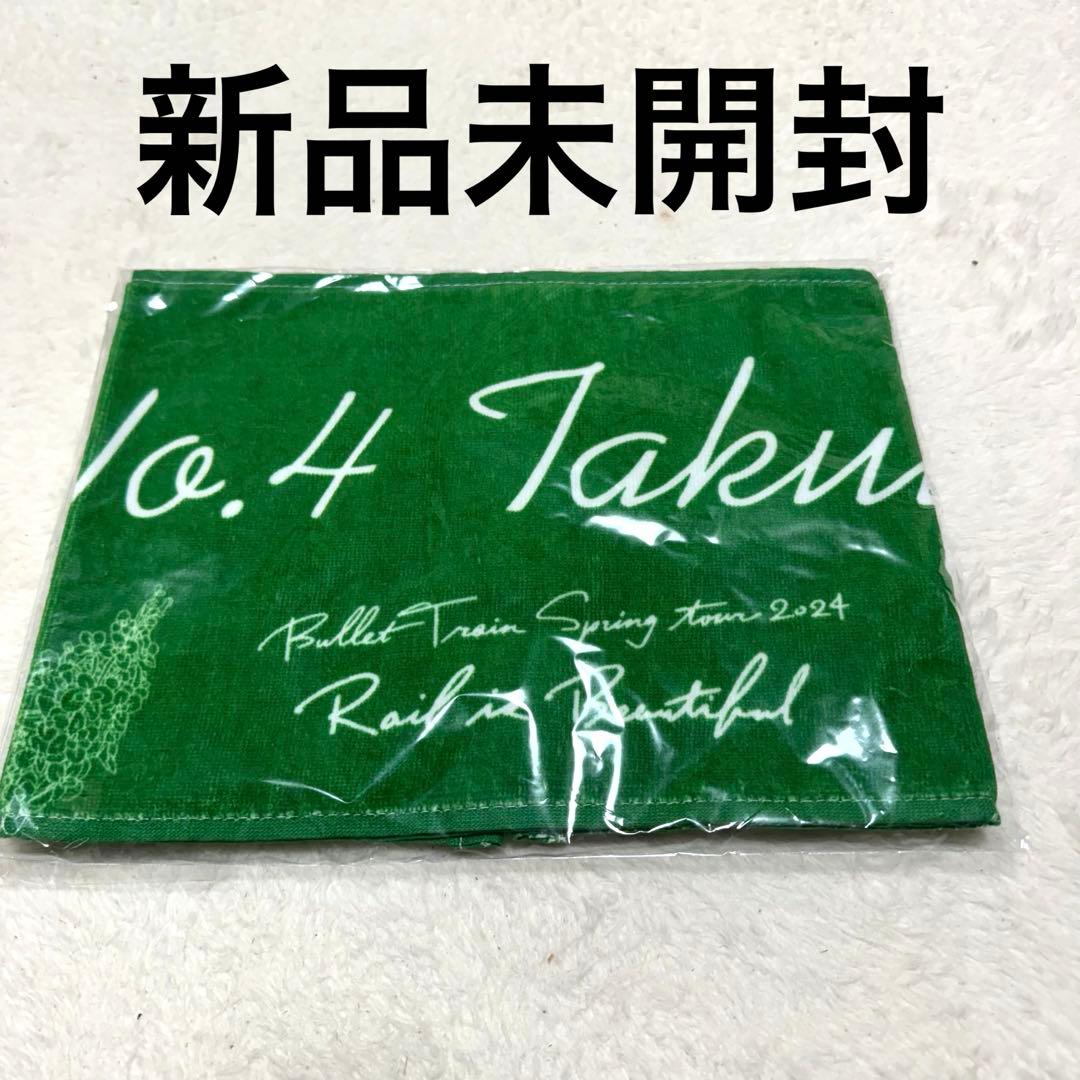 新品未開封
No.4 Taku
Bullet Train Spring tour 2024
Rail is Beautiful